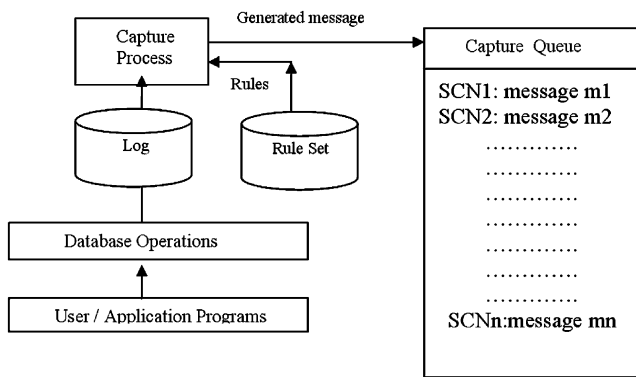 Generated message
Capture
Process
Capture Queue
Rules
SCN1: message m1
SCN2: message m2
.............
.............
.............
.............
.............
.............
.............
SCNn:message mn
Log
Rule Set
Database Operations
User / Application Programs